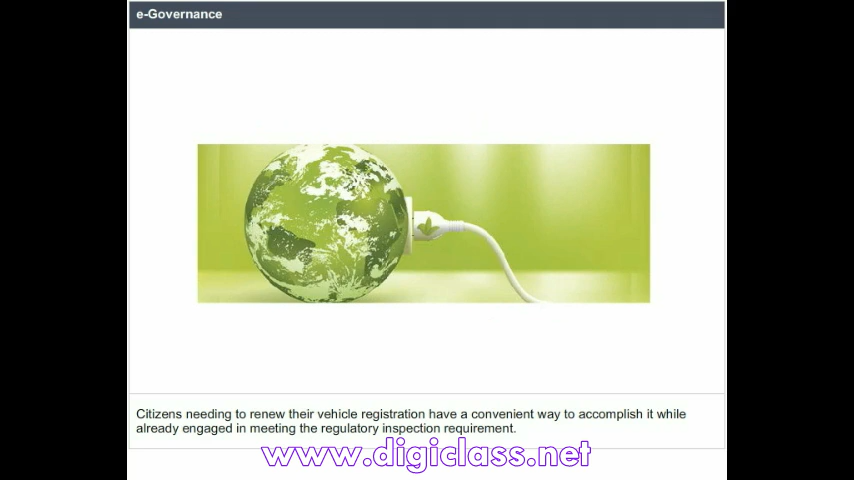 e-Governance
Citizens needing to renew their vehicle registration have a convenient way to accomplish it while
already engaged in meeting the regulatory inspection requirement.
www.digiclass.net